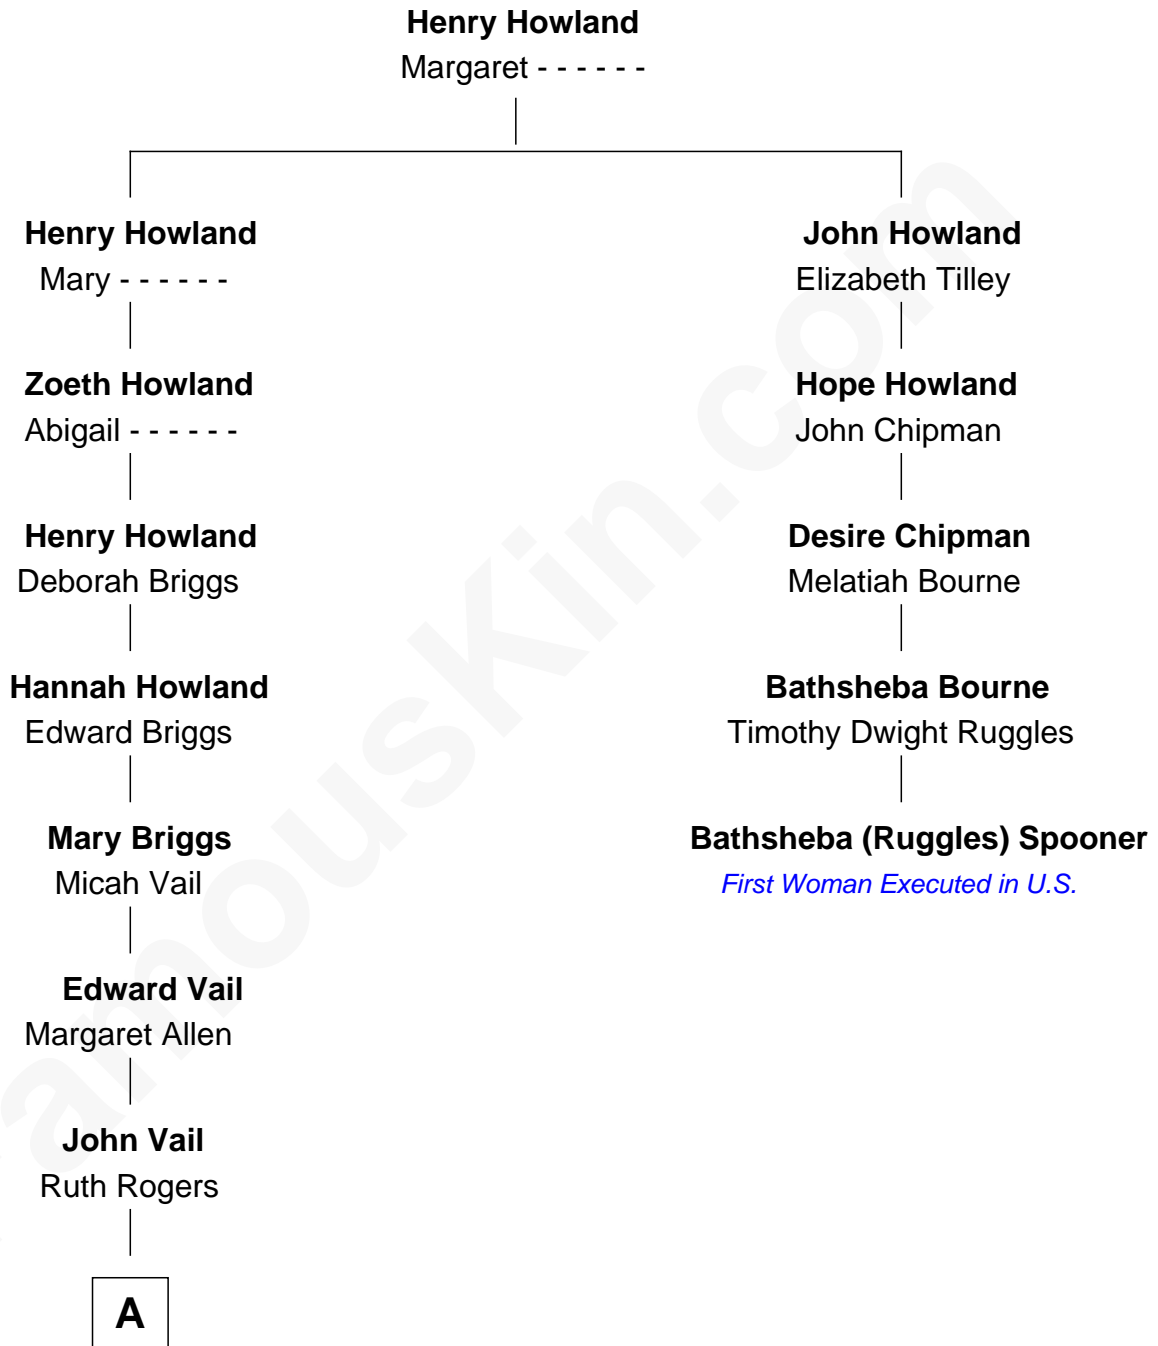 Henry Howland
Margaret - - - - - -
Henry Howland
Mary - - - - - -
John Howland
Elizabeth Tilley
Zoeth Howland
Abigail - - - - - -
Hope Howland
John Chipman
Henry Howland
Deborah Briggs
Desire Chipman
Melatiah Bourne
Hannah Howland
Edward Briggs
Bathsheba Bourne
Timothy Dwight Ruggles
Mary Briggs
Micah Vail
Bathsheba (Ruggles) Spooner
First Woman Executed in U.S.
Edward Vail
Margaret Allen
John Vail
Ruth Rogers
A
famouskin.com